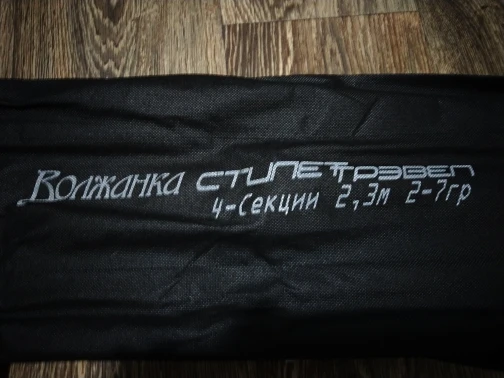 Волжанка СТИЛЕТ ТРЭВЕЛ
4-секции 2,3м 2-7гр